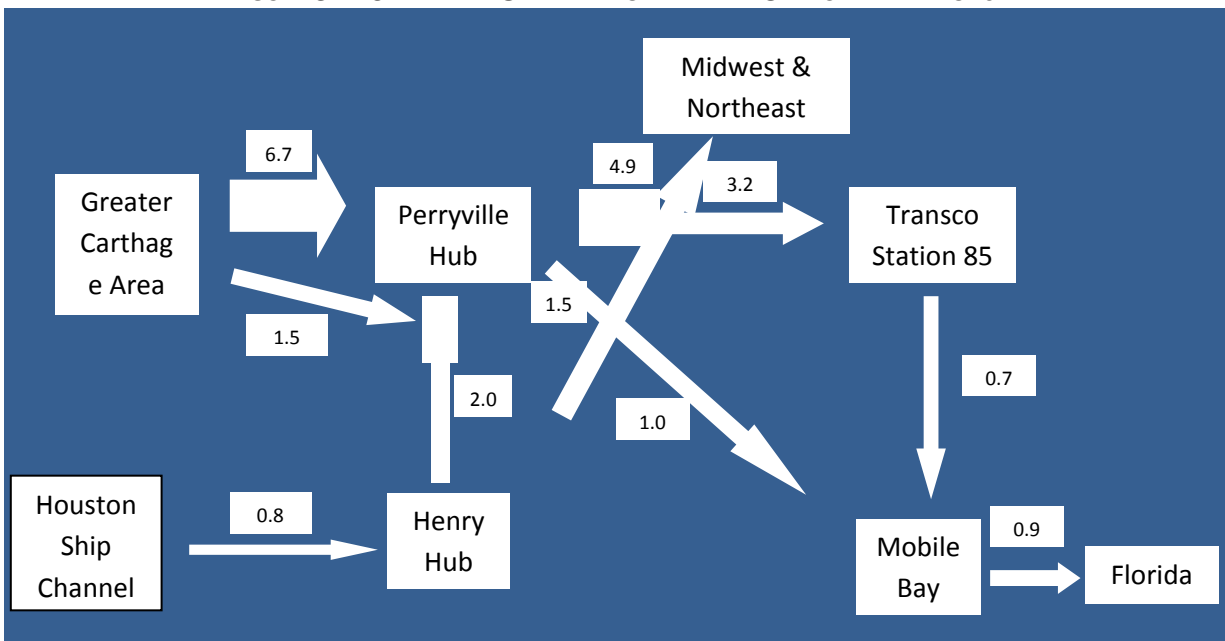 Midwest &
Northeast
6.7
4.9
3.2
Greater
Carthag
e Area
Perryville
Hub
Transco
Station 85
1.5
1.5
2.0
1.0
0.7
Houston
Ship
Channel
0.8
Henry
Hub
Mobile
Bay
0.9
Florida